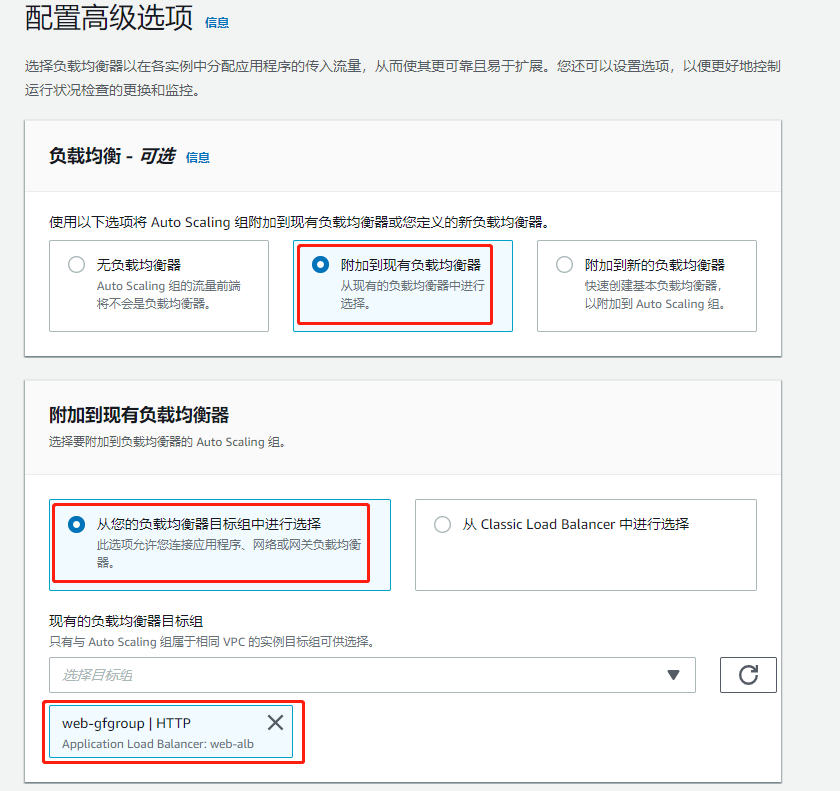 配置高级选项 信息
选择负载均衡器以在各实例中分配应用程序的传入流量，从而使其更可靠且易于扩展。您还可以设置选项，以便更好地控制
运行状况检查的更换和监控。
负载均衡 - 可选 信息
使用以下选项将 Auto Scaling 组附加到现有负载均衡器或您定义的新负载均衡器。
无负载均衡器
Auto Scaling 组的流量前端
将不会是负载均衡器。
附加到现有负载均衡器
从现有的负载均衡器中进行
选择。
附加到新的负载均衡器
快速创建基本负载均衡器，
以附加到 Auto Scaling 组。
附加到现有负载均衡器
选择要附加到负载均衡器的 Auto Scaling 组。
从您的负载均衡器目标组中进行选择
此选项允许您连接应用程序、网络或网关负载均衡
器。
从 Classic Load Balancer 中进行选择
现有的负载均衡器目标组
只有与 Auto Scaling 组属于相同 VPC 的实例目标组可供选择。
选择目标组
web-gfgroup | HTTP
Application Load Balancer: web-alb